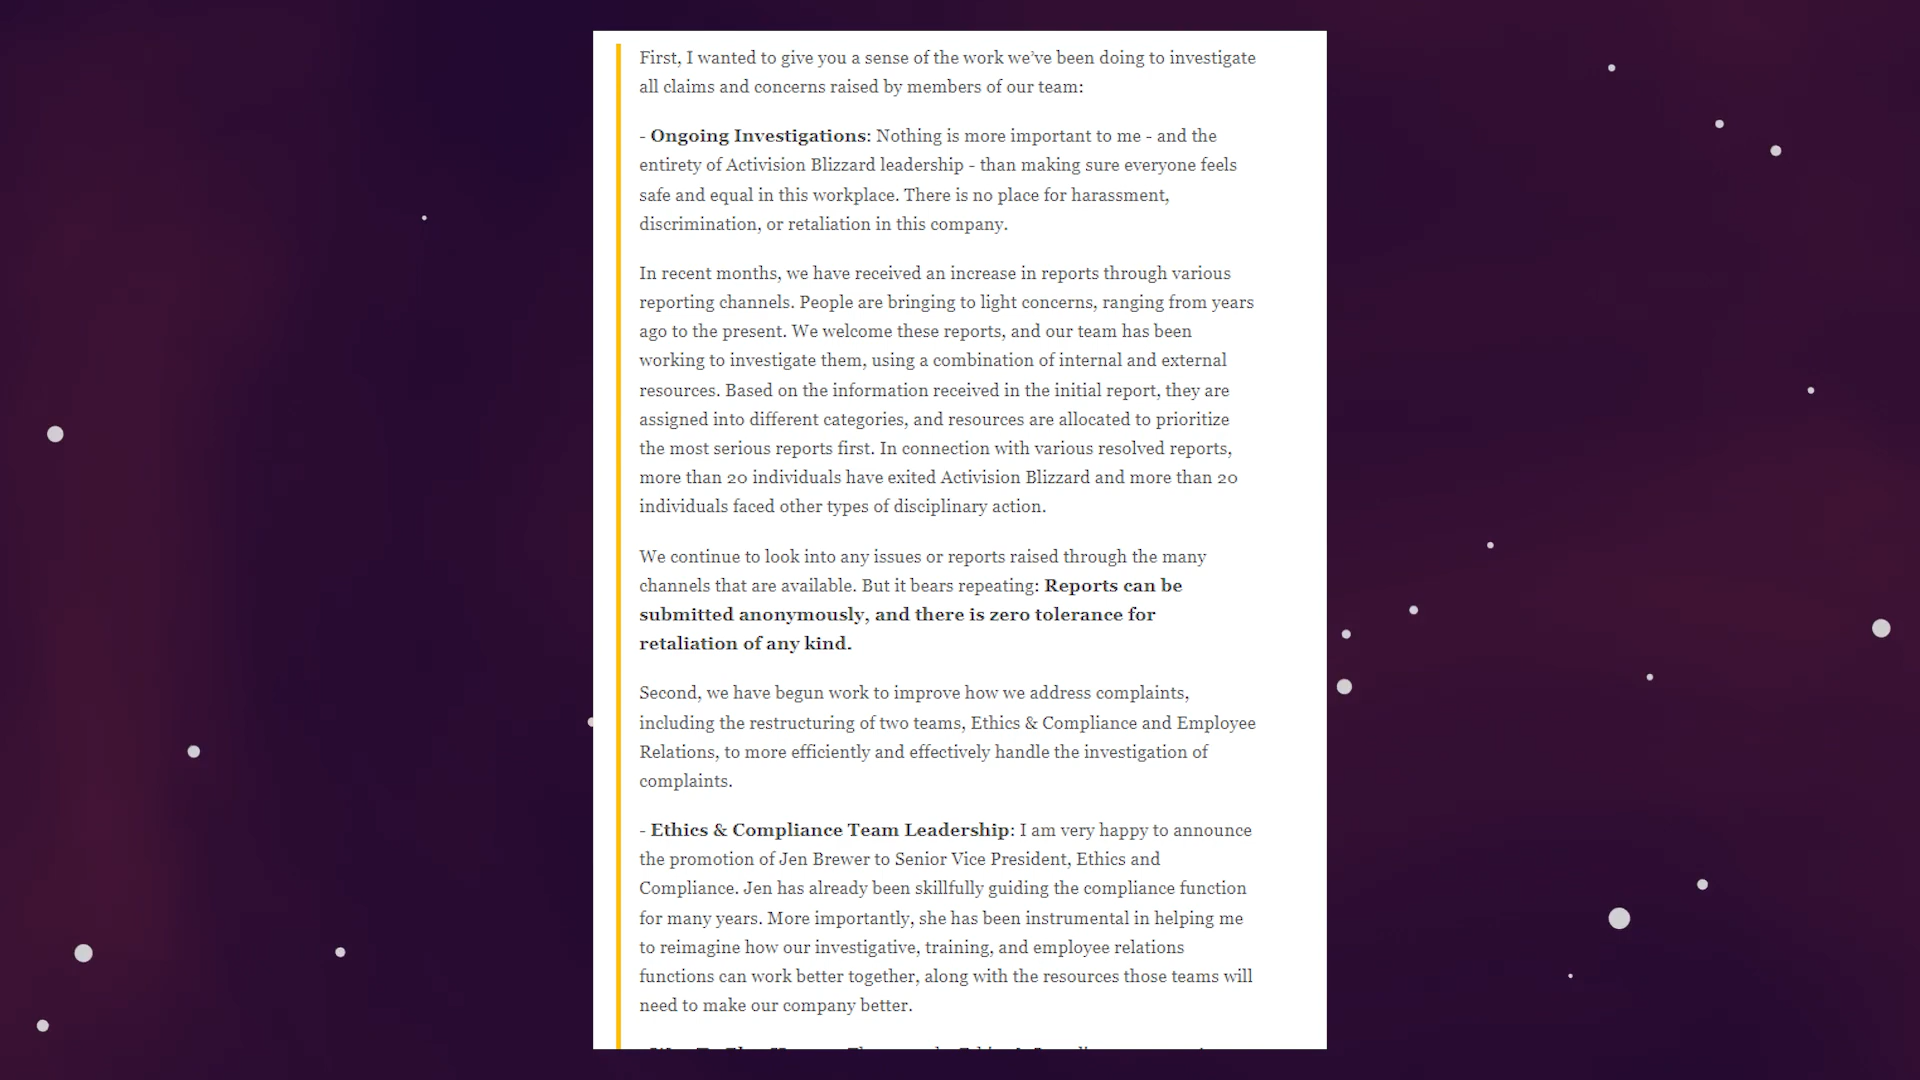 First, I wanted to give you a sense of the work we’ve been doing to investigate
all claims and concerns raised by members of our team:
- Ongoing Investigations: Nothing is more important to me - and the
entirety of Activision Blizzard leadership - than making sure everyone feels
safe and equal in this workplace. There is no place for harassment,
discrimination, or retaliation in this company.
In recent months, we have received an increase in reports through various
reporting channels. People are bringing to light concerns, ranging from years
ago to the present. We welcome these reports, and our team has been
working to investigate them, using a combination of internal and external
resources. Based on the information received in the initial report, they are
assigned into different categories, and resources are allocated to prioritize
the most serious reports first. In connection with various resolved reports,
more than 20 individuals have exited Activision Blizzard and more than 20
individuals faced other types of disciplinary action.
We continue to look into any issues or reports raised through the many
channels that are available. But it bears repeating: Reports can be
submitted anonymously, and there is zero tolerance for
retaliation of any kind.
Second, we have begun work to improve how we address complaints,
including the restructuring of two teams, Ethics & Compliance and Employee
Relations, to more efficiently and effectively handle the investigation of
complaints.
- Ethics & Compliance Team Leadership: I am very happy to announce
the promotion of Jen Brewer to Senior Vice President, Ethics and
Compliance. Jen has already been skillfully guiding the compliance function
for many years. More importantly, she has been instrumental in helping me
to reimagine how our investigative, training, and employee relations
functions can work better together, along with the resources those teams will
need to make our company better.